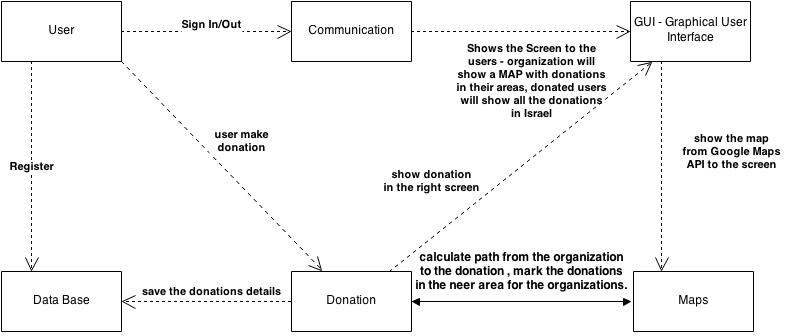 User
Sign In/Out
Communication
GUI - Graphical User
Interface
Shows the Screen to the
users - organization will
show a MAP with donations
in their areas, donated users
will show all the donations
in Israel
user make
donation
show the map
from Google Maps
API to the screen
Register
show donation
in the right screen
calculate path from the organization
to the donation , mark the donations
in the neer area for the organizations.
save the donations details
Data Base
Donation
Maps